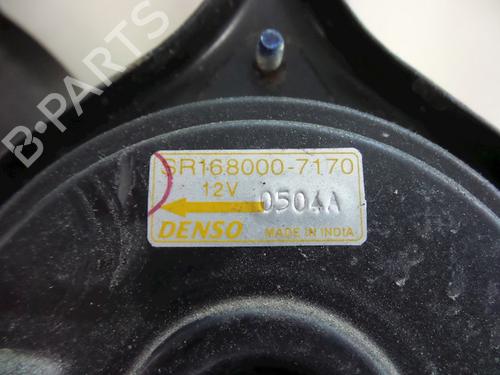 B-PARTS
SR168000-7170
12V
0504A
DENSO
MADE IN INDIA